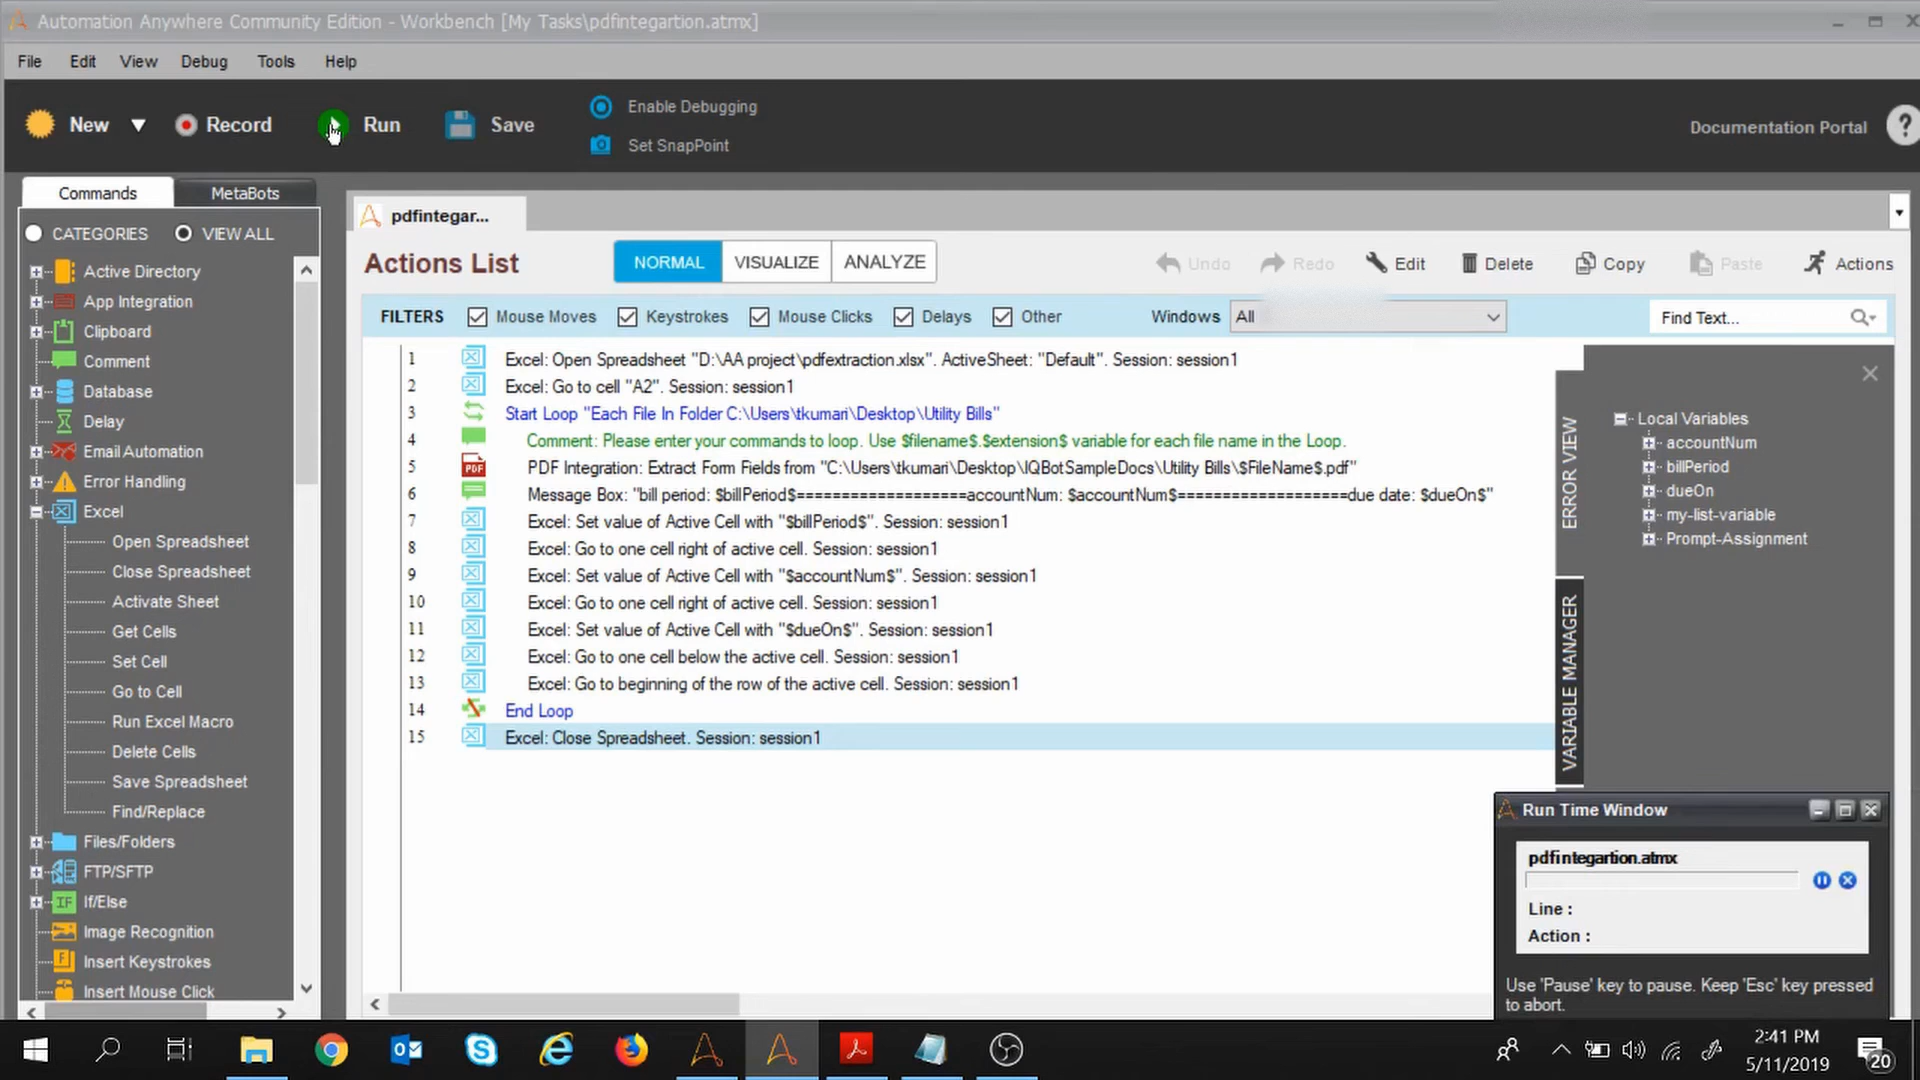 Automation Anywhere Community Edition - Workbench [My Tasks\pdfintegartion.atmx]
File Edit View Debug Tools Help
New Record Run Save
Enable Debugging
Set SnapPoint
Documentation Portal ?
Commands MetaBots
CATEGORIES VIEW ALL
Active Directory
App Integration
Clipboard
Comment
Database
Delay
Email Automation
Error Handling
Excel
Open Spreadsheet
Close Spreadsheet
Activate Sheet
Get Cells
Set Cell
Go to Cell
Run Excel Macro
Delete Cells
Save Spreadsheet
Find/Replace
Files/Folders
FTP/SFTP
IF If/Else
Image Recognition
Insert Keystrokes
Insert Mouse Click
pdfintegar...
Actions List NORMAL VISUALIZE ANALYZE Undo Redo Edit Delete Copy Paste Actions
FILTERS Mouse Moves Keystrokes Mouse Clicks Delays Other Windows All Find Text...
1 Excel: Open Spreadsheet "D:\AA project\pdfextraction.xlsx". ActiveSheet: "Default". Session: session1
2 Excel: Go to cell "A2". Session: session1
3 Start Loop "Each File In Folder C:\Users\tkumari\Desktop\Utility Bills"
4 Comment: Please enter your commands to loop. Use $filename$.$extension$ variable for each file name in the Loop.
5 PDF PDF Integration: Extract Form Fields from "C:\Users\tkumari\Desktop\IQBotSampleDocs\Utility Bills\$FileName$.pdf"
6 Message Box: "bill period: $billPeriod$===================accountNum: $accountNum$===================due date: $dueOn$"
7 Excel: Set value of Active Cell with "$billPeriod$". Session: session1
8 Excel: Go to one cell right of active cell. Session: session1
9 Excel: Set value of Active Cell with "$accountNum$". Session: session1
10 Excel: Go to one cell right of active cell. Session: session1
11 Excel: Set value of Active Cell with "$dueOn$". Session: session1
12 Excel: Go to one cell below the active cell. Session: session1
13 Excel: Go to beginning of the row of the active cell. Session: session1
14 End Loop
15 Excel: Close Spreadsheet. Session: session1
ERROR VIEW
VARIABLE MANAGER
Local Variables
accountNum
billPeriod
dueOn
my-list-variable
Prompt-Assignment
Run Time Window
pdfintegartion.atmx
Line :
Action :
Use 'Pause' key to pause. Keep 'Esc' key pressed
to abort.
2:41 PM
5/11/2019
20